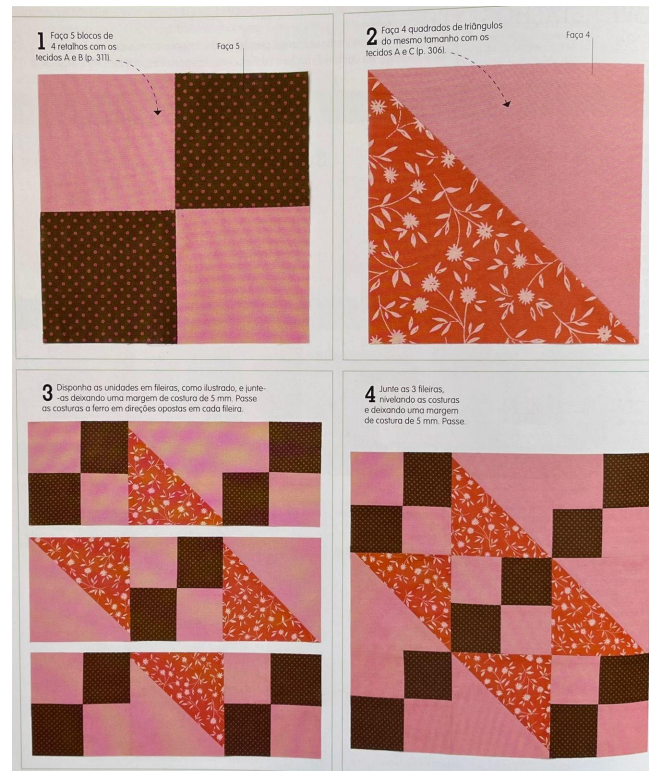 1 Faça 5 blocos de
4 retalhos com os
tecidos A e B (p. 311).
Faça 5
2 Faça 4 quadrados de triângulos
do mesmo tamanho com os
tecidos A e C (p. 306).
Faça 4
3 Disponha as unidades em fileiras, como ilustrado, e junte-
-as deixando uma margem de costura de 5 mm. Passe
as costuras a ferro em direções opostas em cada fileira.
4 Junte as 3 fileiras,
nivelando as costuras
e deixando uma margem
de costura de 5 mm. Passe.